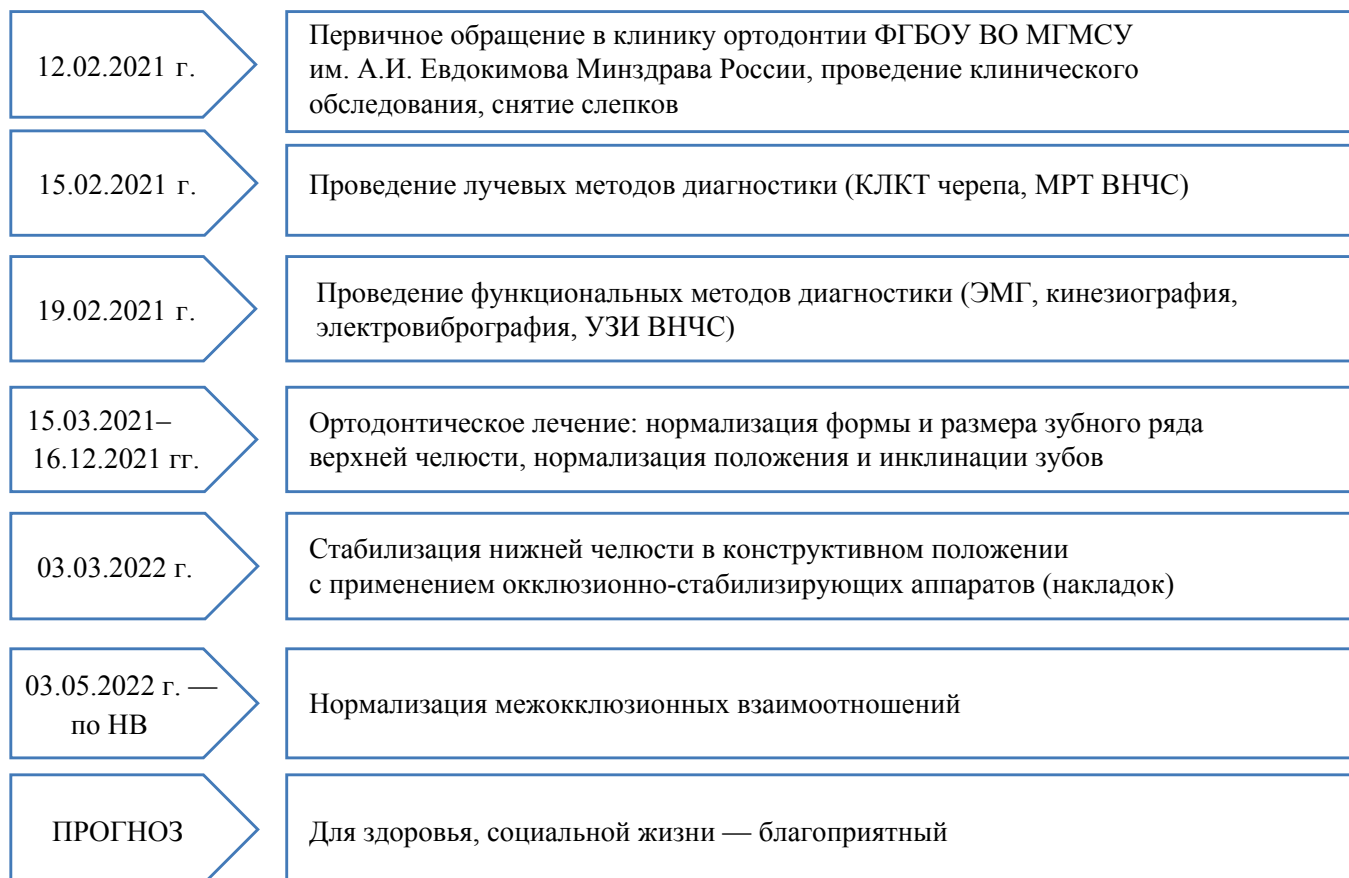 12.02.2021 г.
Первичное обращение в клинику ортодонтии ФГБОУ ВО МГМСУ
им. А.И. Евдокимова Минздрава России, проведение клинического
обследования, снятие слепков
15.02.2021 г.
Проведение лучевых методов диагностики (КЛКТ черепа, МРТ ВНЧС)
19.02.2021 г.
Проведение функциональных методов диагностики (ЭМГ, кинезиография,
электровибрография, УЗИ ВНЧС)
15.03.2021–
16.12.2021 гг.
Ортодонтическое лечение: нормализация формы и размера зубного ряда
верхней челюсти, нормализация положения и инклинации зубов
03.03.2022 г.
Стабилизация нижней челюсти в конструктивном положении
с применением окклюзионно-стабилизирующих аппаратов (накладок)
03.05.2022 г. —
по НВ
Нормализация межокклюзионных взаимоотношений
ПРОГНОЗ
Для здоровья, социальной жизни — благоприятный